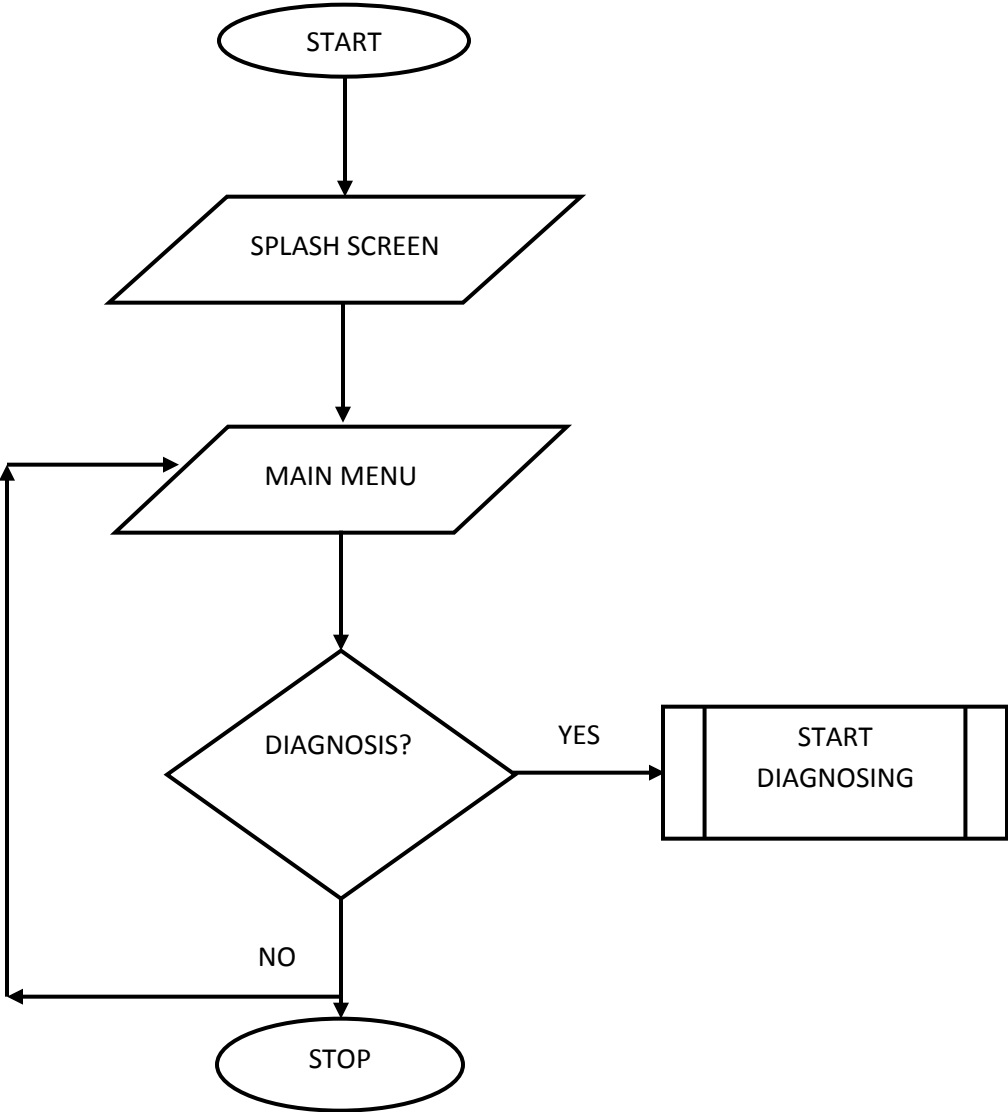 START
SPLASH SCREEN
MAIN MENU
DIAGNOSIS?
YES
START
DIAGNOSING
NO
STOP